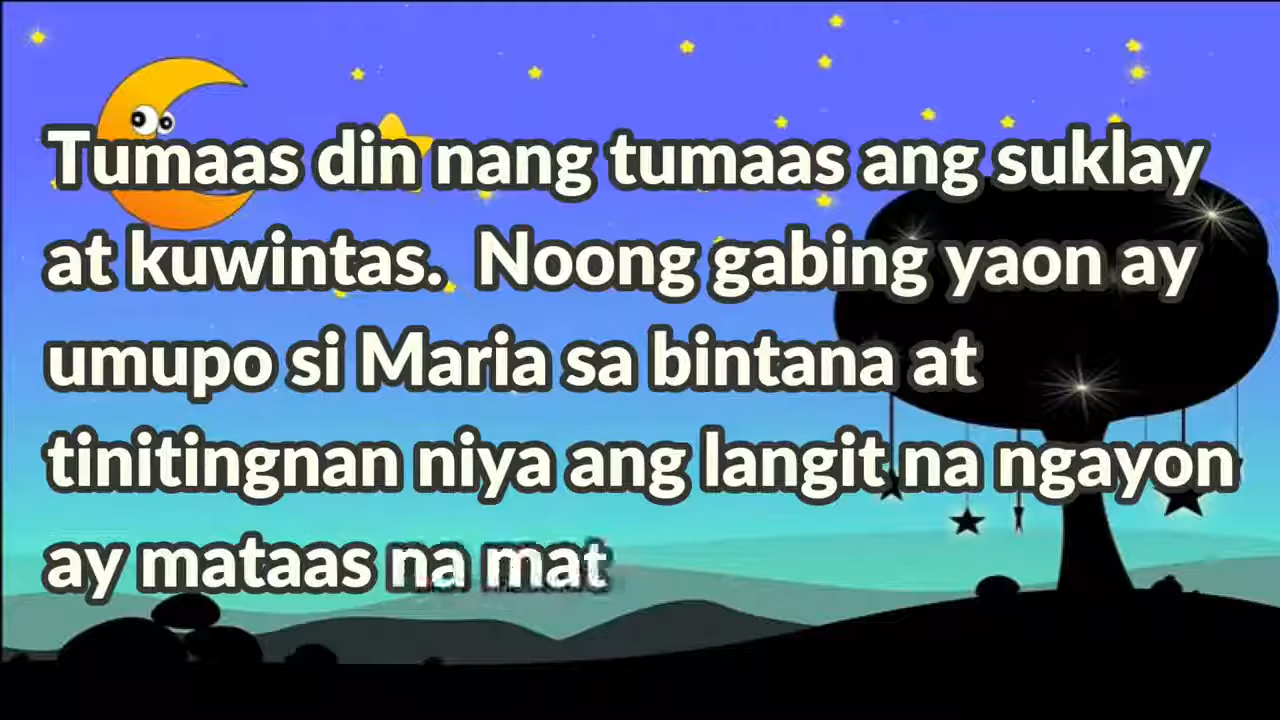 Tumaas din nang tumaas ang suklay
at kuwintas.  Noong gabing yaon ay
umupo si Maria sa bintana at
tinitingnan niya ang langit na ngayon
ay mataas na mat